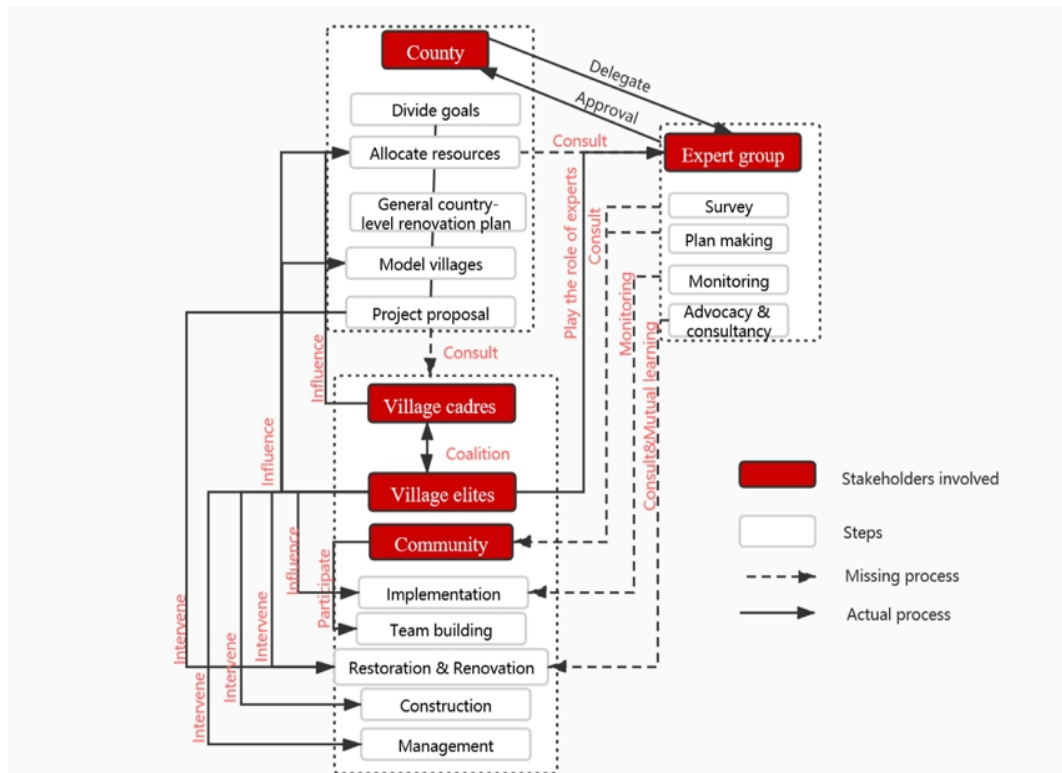 County
Delegate
Approval
Divide goals
Allocate resources
Consult
Expert group
General country-
level renovation plan
Survey
Plan making
Consult
Play the role of experts
Model villages
Monitoring
Monitoring
Project proposal
Advocacy &
consultancy
Consult
Influence
Village cadres
Consult&Mutual learning
Coalition
Influence
Village elites
Stakeholders involved
Community
Steps
Influence
Participate
Implementation
Missing process
Team building
Actual process
Intervene
Intervene
Intervene
Intervene
Restoration & Renovation
Construction
Management